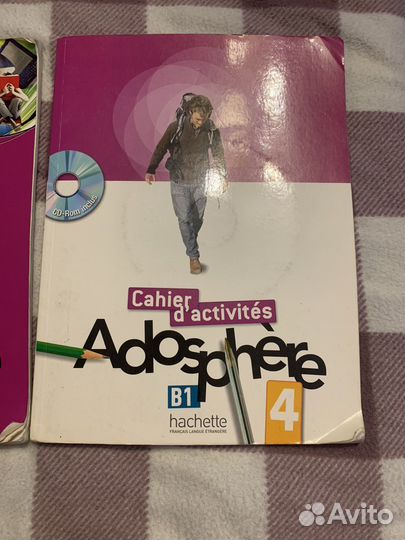 CD-Rom inclus
Cahier
d'activités
Adosphère
B1
4
hachette
FRANÇAIS LANGUE ÉTRANGÈRE
Avito